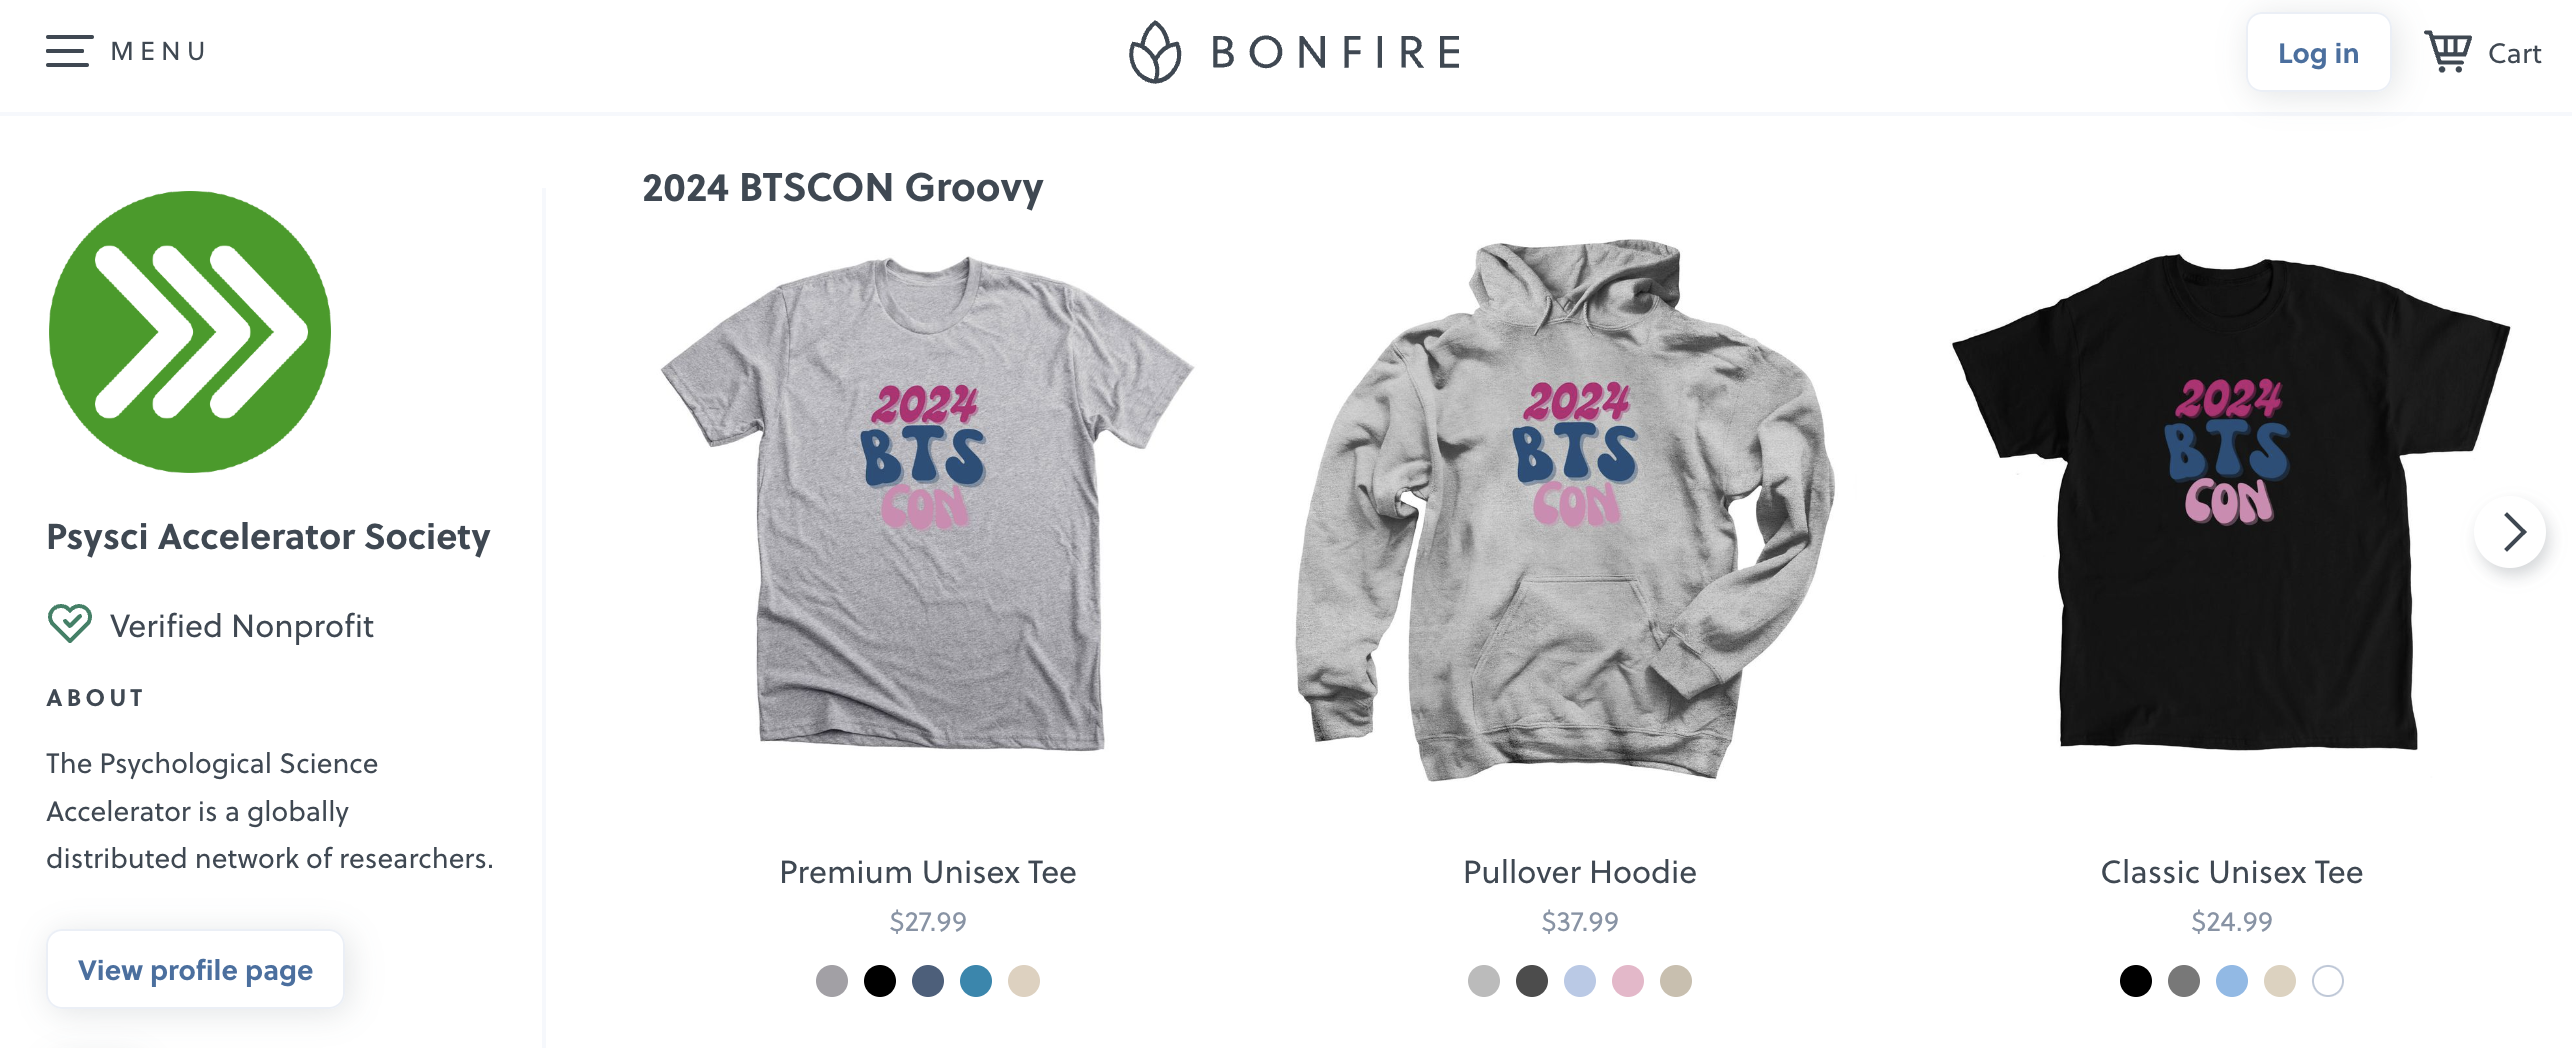 MENU
BONFIRE
Log in
Cart
Psysci Accelerator Society
Verified Nonprofit
ABOUT
The Psychological Science
Accelerator is a globally
distributed network of researchers.
View profile page
2024 BTSCON Groovy
2024
BTS
CON
Premium Unisex Tee
$27.99
2024
BTS
CON
Pullover Hoodie
$37.99
2024
BTS
CON
Classic Unisex Tee
$24.99